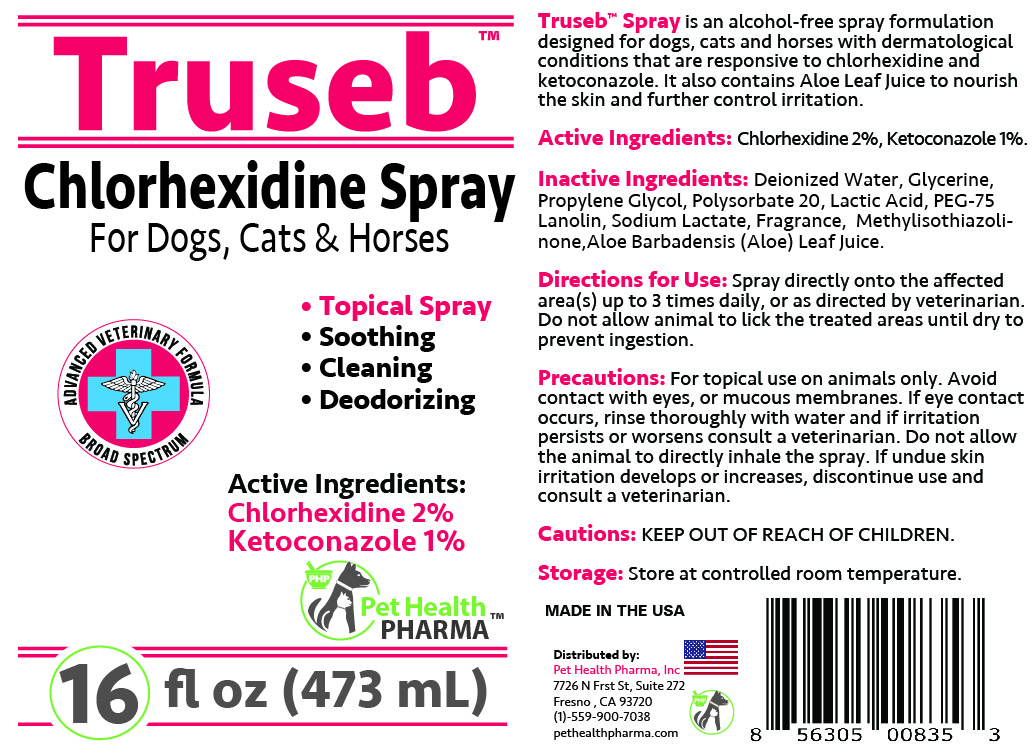 Truseb™
Chlorhexidine Spray
For Dogs, Cats & Horses
• Topical Spray
• Soothing
• Cleaning
• Deodorizing
ADVANCED VETERINARY FORMULA
BROAD SPECTRUM
V
Active Ingredients:
Chlorhexidine 2%
Ketoconazole 1%
PHP
Pet Health
PHARMA™
16 fl oz (473 mL)
Truseb™ Spray is an alcohol-free spray formulation
designed for dogs, cats and horses with dermatological
conditions that are responsive to chlorhexidine and
ketoconazole. It also contains Aloe Leaf Juice to nourish
the skin and further control irritation.
Active Ingredients: Chlorhexidine 2%, Ketoconazole 1%.
Inactive Ingredients: Deionized Water, Glycerine,
Propylene Glycol, Polysorbate 20, Lactic Acid, PEG-75
Lanolin, Sodium Lactate, Fragrance, Methylisothiazoli-
none,Aloe Barbadensis (Aloe) Leaf Juice.
Directions for Use: Spray directly onto the affected
area(s) up to 3 times daily, or as directed by veterinarian.
Do not allow animal to lick the treated areas until dry to
prevent ingestion.
Precautions: For topical use on animals only. Avoid
contact with eyes, or mucous membranes. If eye contact
occurs, rinse thoroughly with water and if irritation
persists or worsens consult a veterinarian. Do not allow
the animal to directly inhale the spray. If undue skin
irritation develops or increases, discontinue use and
consult a veterinarian.
Cautions: KEEP OUT OF REACH OF CHILDREN.
Storage: Store at controlled room temperature.
MADE IN THE USA
Distributed by:
Pet Health Pharma, Inc
7726 N Frst St, Suite 272
Fresno , CA 93720
(1)-559-900-7038
pethealthpharma.com
PHP
8 56305 00835 3